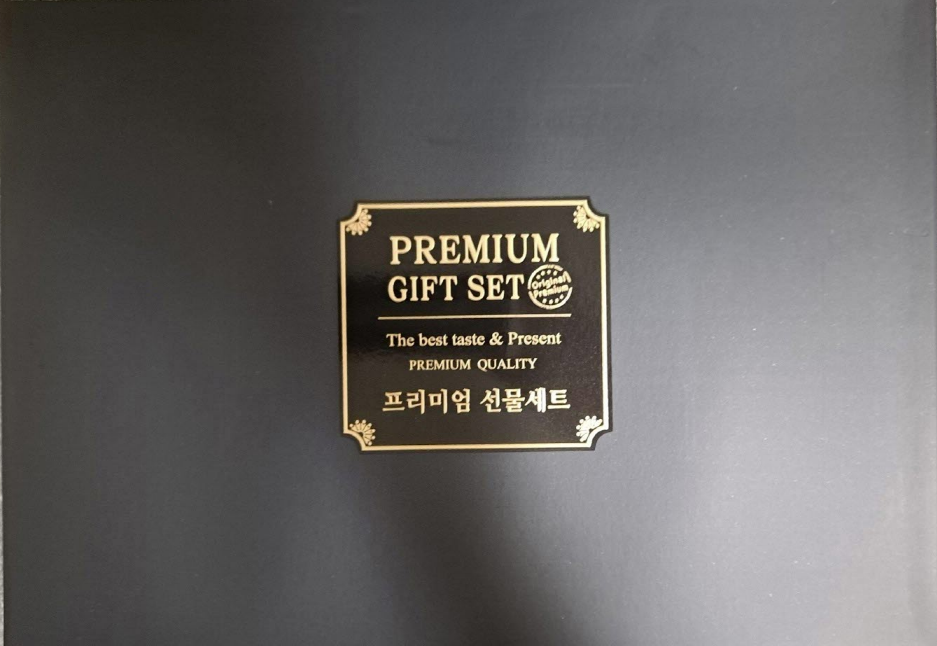 PREMIUM
GIFT SET
Original
Premium
The best taste & Present
PREMIUM QUALITY
프리미엄 선물세트